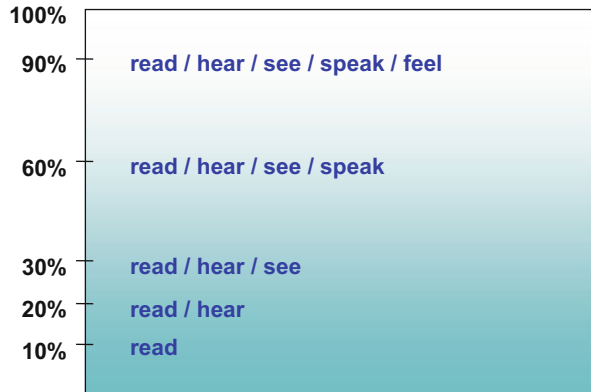 100%
90% read / hear / see / speak / feel
60% read / hear / see / speak
30% read / hear / see
20% read / hear
10% read